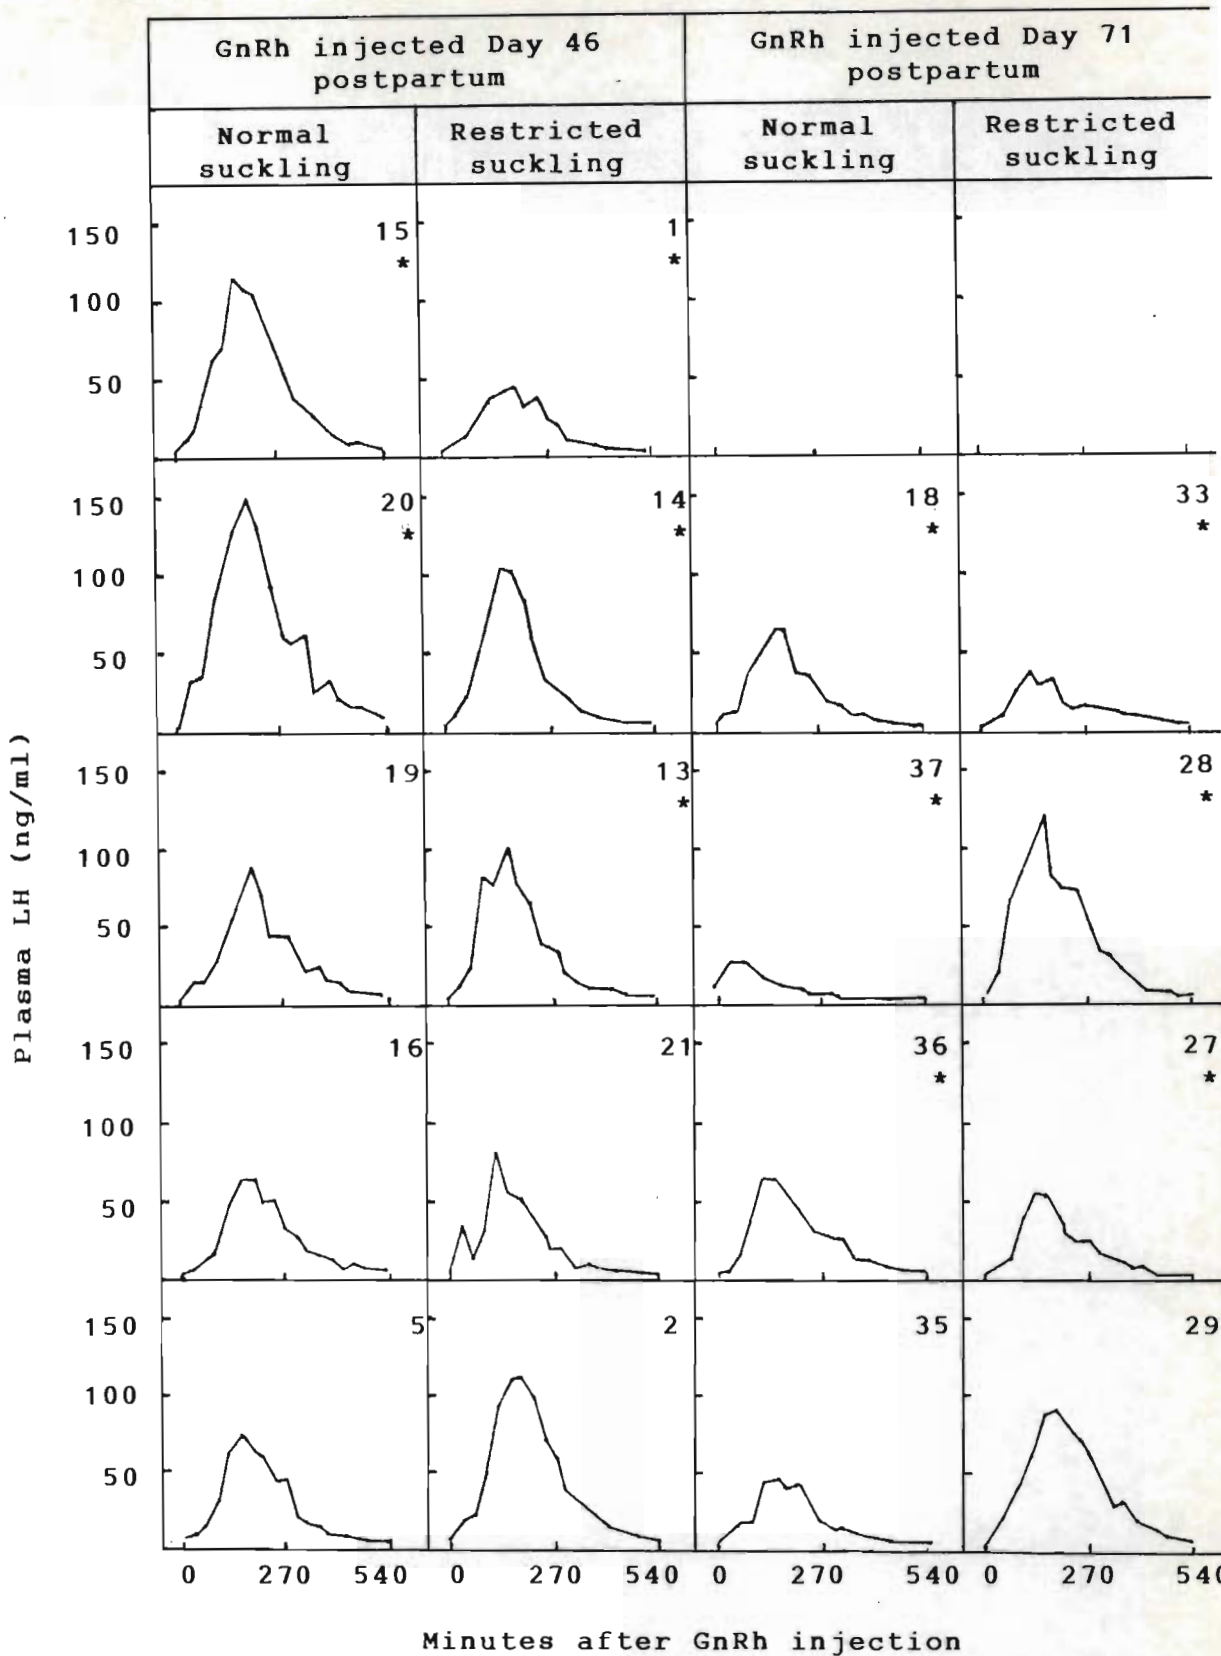 GnRh injected Day 46
postpartum
GnRh injected Day 71
postpartum
Normal
suckling
Restricted
suckling
Normal
suckling
Restricted
suckling
150
100
50
15
*
1
*
150
100
50
20
*
14
*
18
*
33
*
150
100
50
19
13
*
37
*
28
*
150
100
50
16
21
36
*
27
*
150
100
50
5
2
35
29
0 270 540
0 270 540
0 270 540
0 270 540
Plasma LH (ng/ml)
Minutes after GnRh injection